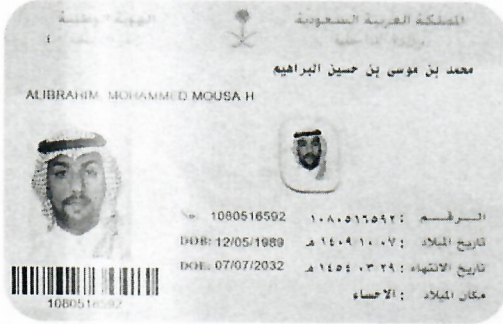 المملكة العربية السعودية
الهوية الوطنية
وزارة الداخلية
محمد بن موسى بن حسين البراهيم
ALIBRAHIM, MOHAMMED MOUSA H
الرقم : ١٠٨٠٥١٦٥٩٢ 1080516592
تاريخ الميلاد : ١٤٠٩/١٠/٠٧ هـ DOB: 12/05/1989
تاريخ الانتهاء : ١٤٥٤/٠٣/٢٩ هـ DOE: 07/07/2032
مكان الميلاد : الاحساء
1080516592